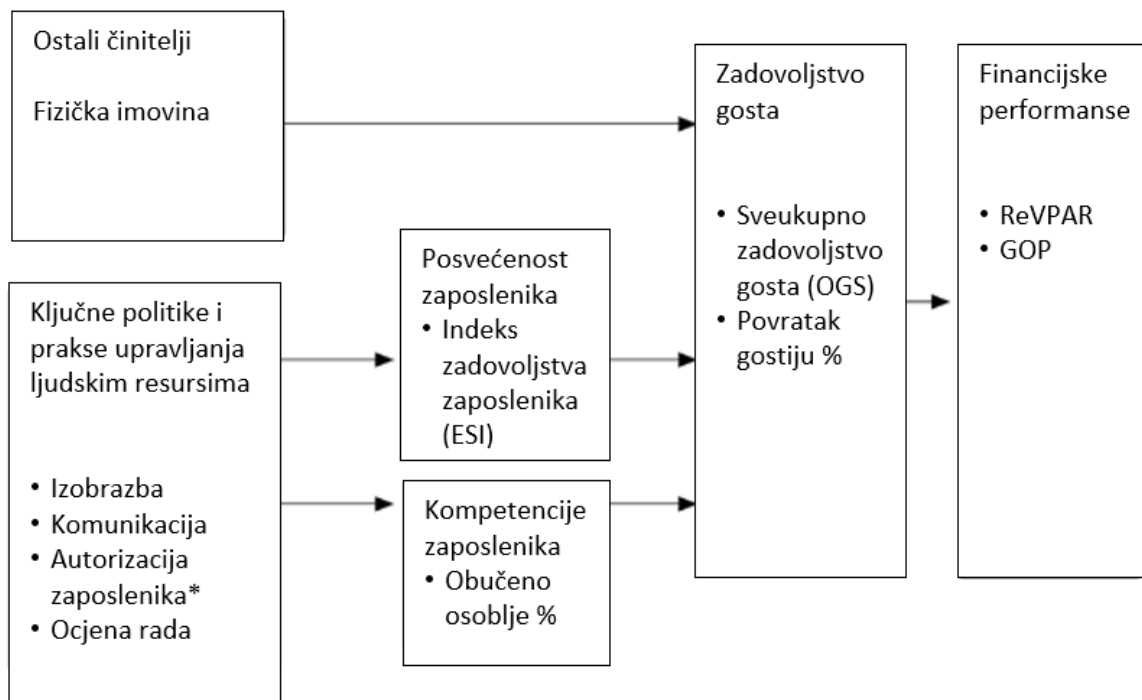 Ostali činitelji
Fizička imovina
Ključne politike i
prakse upravljanja
ljudskim resursima
• Izobrazba
• Komunikacija
• Autorizacija
zaposlenika*
• Ocjena rada
Posvećenost
zaposlenika
• Indeks
zadovoljstva
zaposlenika
(ESI)
Kompetencije
zaposlenika
• Obučeno
osoblje %
Zadovoljstvo
gosta
• Sveukupno
zadovoljstvo
gosta (OGS)
• Povratak
gostiju %
Financijske
performanse
• ReVPAR
• GOP